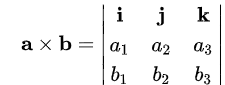 i j k
a × b = | a₁ a₂ a₃ |
b₁ b₂ b₃